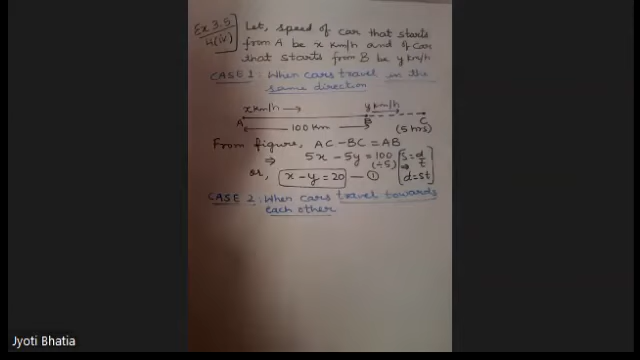 Ex 3.5
4(iv)
Let, speed of car that starts
from A be x km/h and of car
that starts from B be y km/h
CASE 1: When cars travel in the
same direction
x km/h → y km/h →
A B C
100 km (5 hrs)
From figure, AC - BC = AB
⇒ 5x - 5y = 100 (÷5)
or, x - y = 20 — ①
[s = d/t
⇒ d = st]
CASE 2: When cars travel towards
each other
Jyoti Bhatia